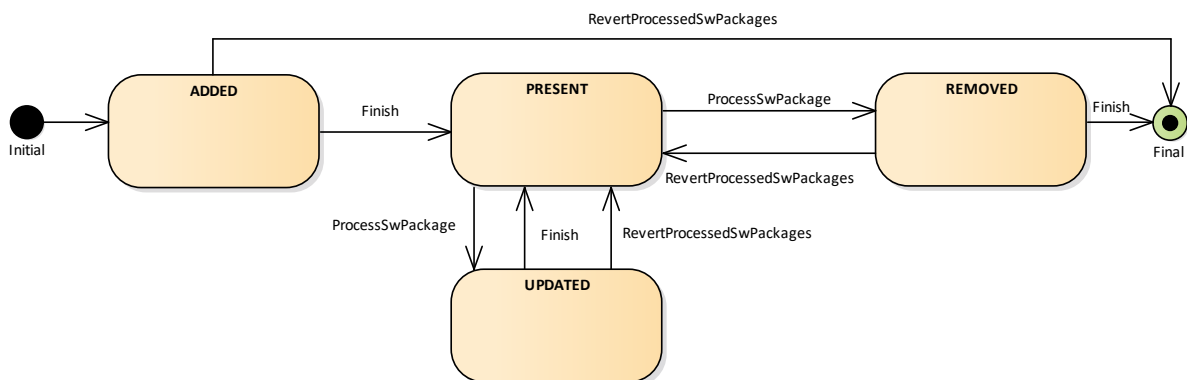 RevertProcessedSwPackages
ADDED
PRESENT
REMOVED
Finish
ProcessSwPackage
Finish
Initial
Final
RevertProcessedSwPackages
ProcessSwPackage
Finish
RevertProcessedSwPackages
UPDATED